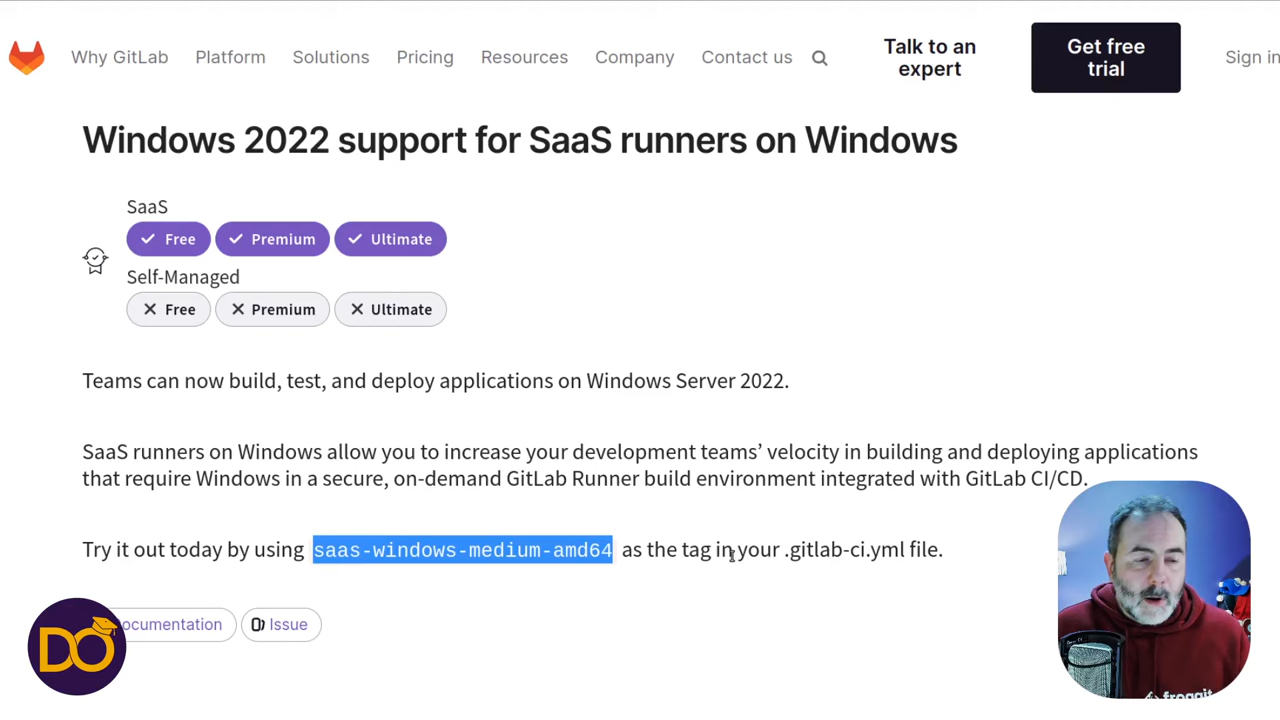 Why GitLab Platform Solutions Pricing Resources Company Contact us
Talk to an
expert
Get free
trial
Sign in
Windows 2022 support for SaaS runners on Windows
SaaS
Free Premium Ultimate
Self-Managed
Free Premium Ultimate
Teams can now build, test, and deploy applications on Windows Server 2022.
SaaS runners on Windows allow you to increase your development teams’ velocity in building and deploying applications
that require Windows in a secure, on-demand GitLab Runner build environment integrated with GitLab CI/CD.
Try it out today by using saas-windows-medium-amd64 as the tag in your .gitlab-ci.yml file.
DO
ocumentation Issue
froggit